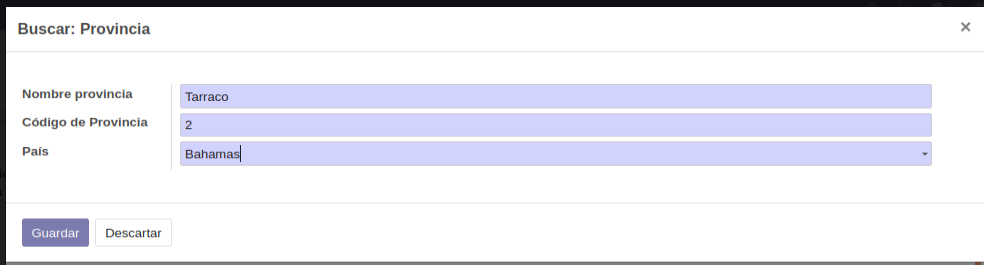 Buscar: Provincia ×
Nombre provincia Tarraco
Código de Provincia 2
País Bahamas
Guardar Descartar